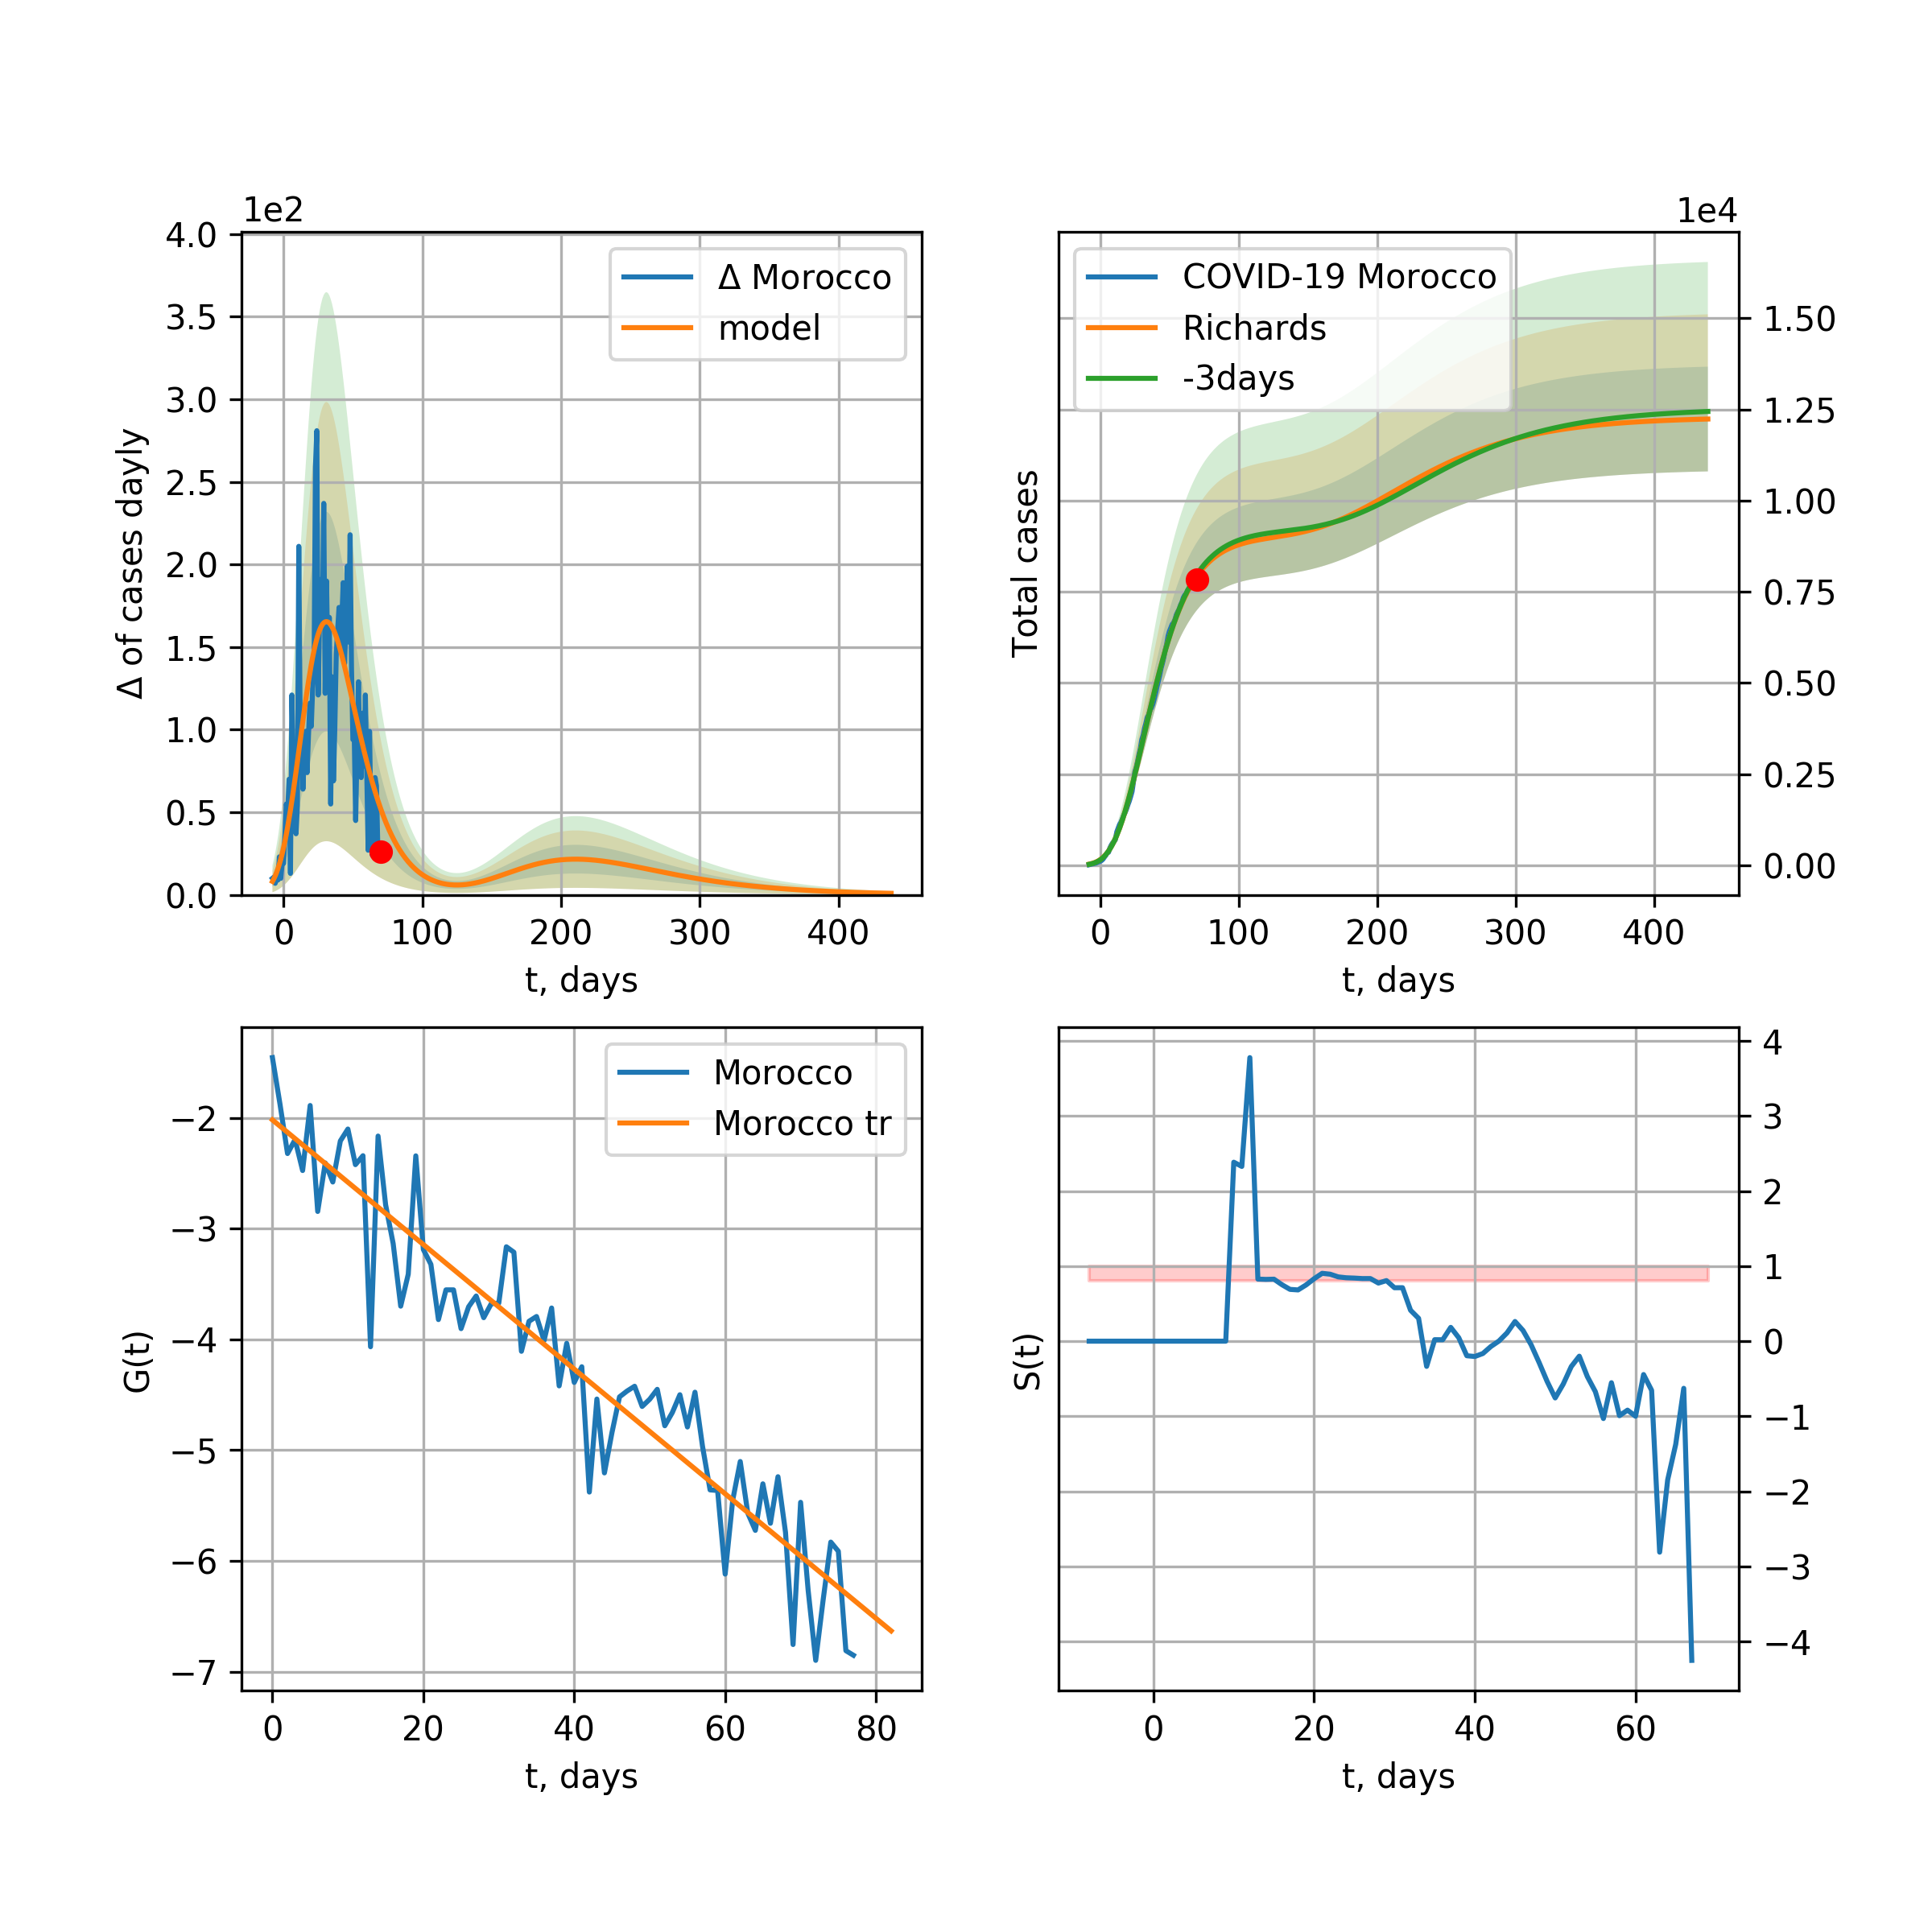 1e2
4.0
3.5
3.0
2.5
2.0
1.5
1.0
0.5
0.0
Δ of cases dayly
Δ Morocco
model
0 100 200 300 400
t, days
1e4
COVID-19 Morocco
Richards
-3days
Total cases
1.50
1.25
1.00
0.75
0.50
0.25
0.00
0 100 200 300 400
t, days
Morocco
Morocco tr
G(t)
−2
−3
−4
−5
−6
−7
0 20 40 60 80
t, days
S(t)
4
3
2
1
0
−1
−2
−3
−4
0 20 40 60
t, days